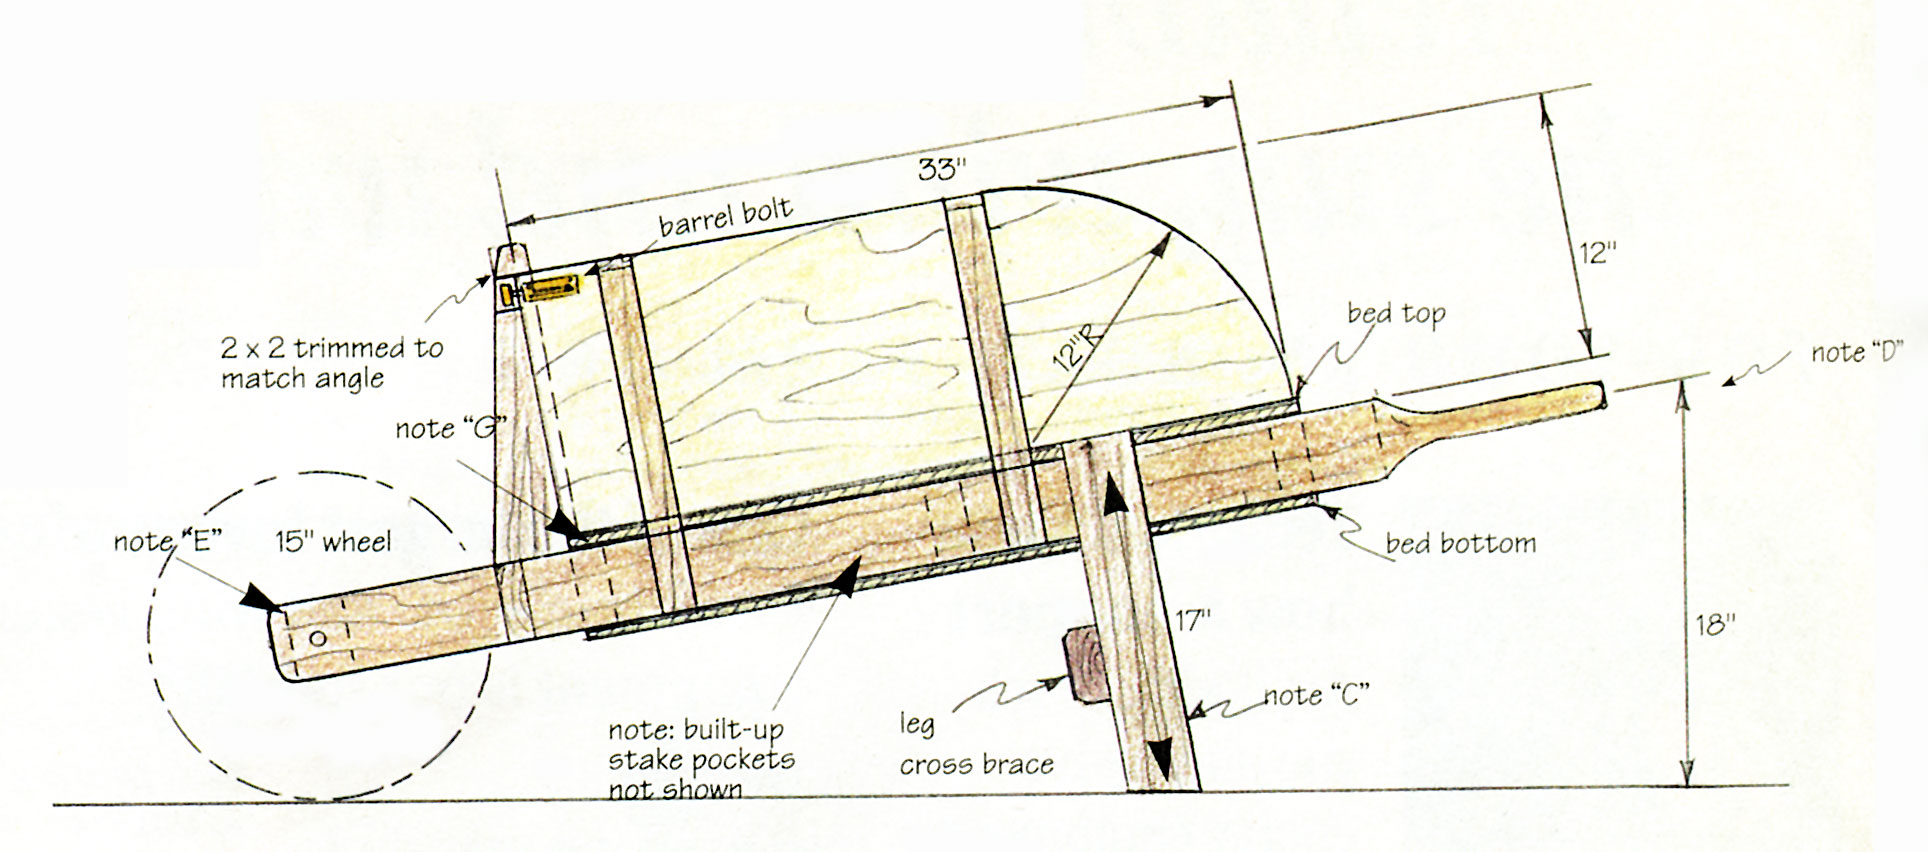 33"
barrel bolt
12"
12"R
bed top
note "D"
2 x 2 trimmed to
match angle
note "G"
note "E"
15" wheel
bed bottom
17"
18"
note "C"
leg
cross brace
note: built-up
stake pockets
not shown